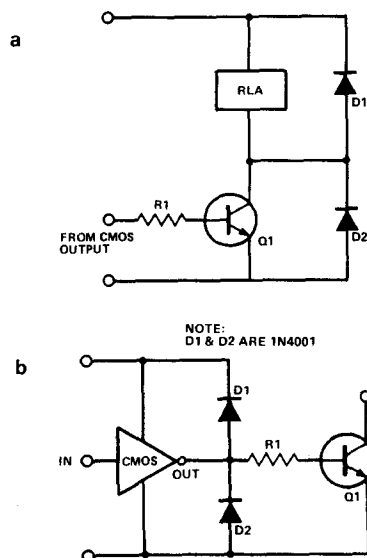 a
RLA
D1
R1
FROM CMOS
OUTPUT
Q1
D2
NOTE:
D1 & D2 ARE 1N4001
b
D1
IN
CMOS
OUT
R1
Q1
D2